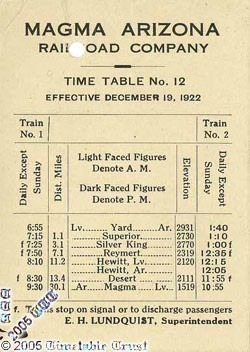 MAGMA ARIZONA
RAILROAD COMPANY
TIME TABLE No. 12
EFFECTIVE DECEMBER 19, 1922
Train No. 1
Train No. 2
Daily Except Sunday
Dist. Miles
Light Faced Figures
Denote A. M.
Dark Faced Figures
Denote P. M.
Elevation
Daily Except Sunday
6:55 Lv. Yard Ar. 2931 1:40
7:15 1.1 Superior 2730 1:10
f 7:25 3.1 Silver King 2770 1:00 f
f 7:50 7.1 Reymert 2319 12:35 f
8:10 11.2 Hewitt, Lv. 2120 12:15
Hewitt, Ar. 12:05
f 8:30 13.4 Desert 2111 11:55 f
9:30 30.1 Ar. Magma Lv. 1519 10:55
f. Trains stop on signal or to discharge passengers
E. H. LUNDQUIST, Superintendent
© 2005 Timetable Trust